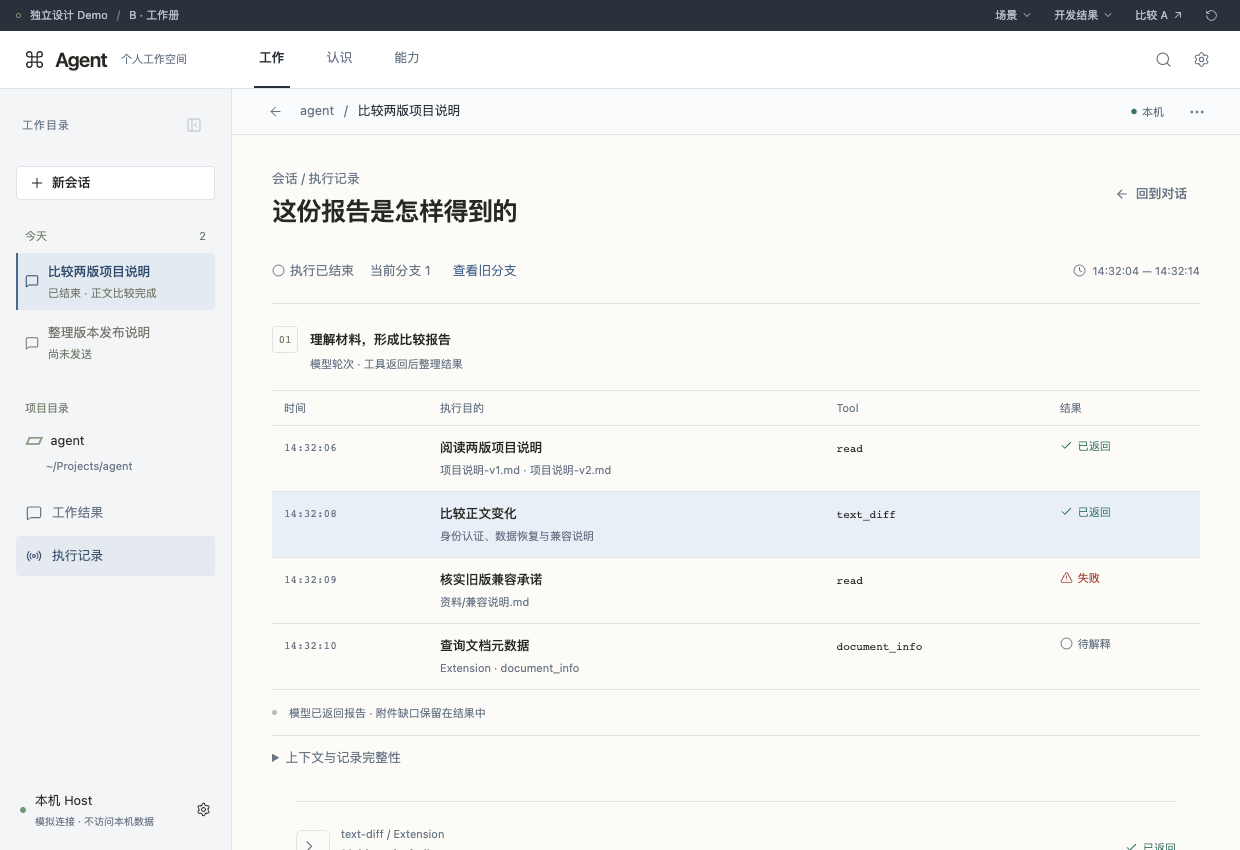 独立设计 Demo / B · 工作册
场景 开发结果 比较 A
Agent 个人工作空间 工作 认识 能力
工作目录
新会话
今天 2
比较两版项目说明
已结束 · 正文比较完成
整理版本发布说明
尚未发送
项目目录
agent
~/Projects/agent
工作结果
执行记录
本机 Host
模拟连接 · 不访问本机数据
agent / 比较两版项目说明
本机
会话 / 执行记录
这份报告是怎样得到的
回到对话
执行已结束 当前分支 1 查看旧分支
14:32:04 — 14:32:14
01 理解材料，形成比较报告
模型轮次 · 工具返回后整理结果
时间 执行目的 Tool 结果
14:32:06 阅读两版项目说明 read 已返回
项目说明-v1.md · 项目说明-v2.md
14:32:08 比较正文变化 text_diff 已返回
身份认证、数据恢复与兼容说明
14:32:09 核实旧版兼容承诺 read 失败
资料/兼容说明.md
14:32:10 查询文档元数据 document_info 待解释
Extension · document_info
模型已返回报告 · 附件缺口保留在结果中
上下文与记录完整性
text-diff / Extension
已返回